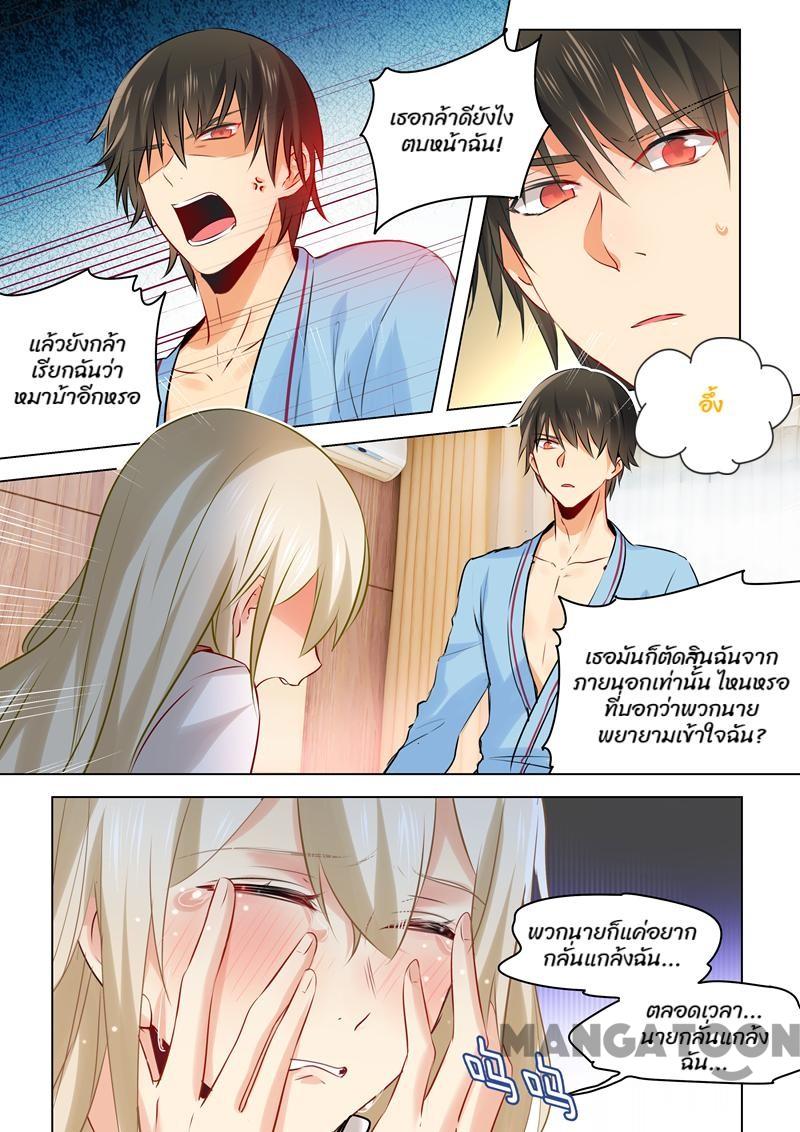 เธอกล้าดียังไง
ตบหน้าฉัน!
แล้วยังกล้า
เรียกฉันว่า
หมาบ้าอีกหรอ
อึ้ง
เธอมันก็ตัดสินฉันจาก
ภายนอกเท่านั้น ไหนหรอ
ที่บอกว่าพวกนาย
พยายามเข้าใจฉัน?
พวกนายก็แค่อยาก
กลั่นแกล้งฉัน...
ตลอดเวลา...
นายกลั่นแกล้ง
ฉัน...
MANGATOON
呜呜